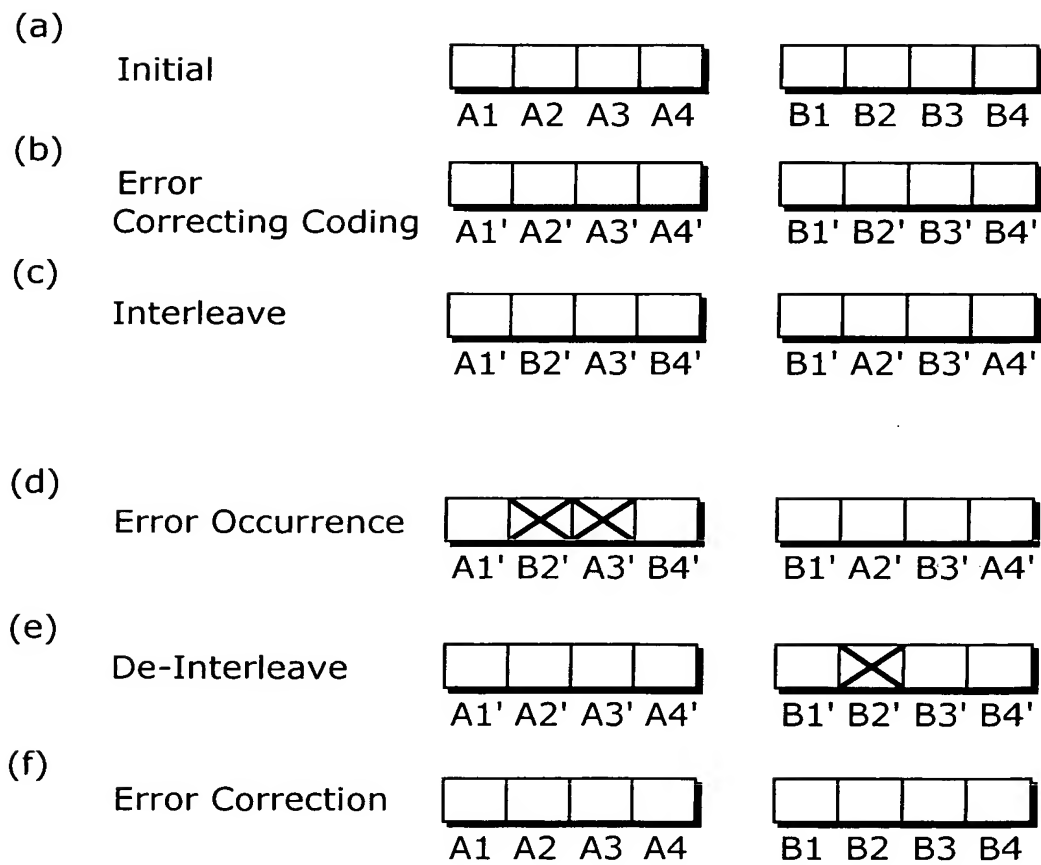 (a)
Initial
A1 A2 A3 A4 B1 B2 B3 B4
(b)
Error
Correcting Coding
A1' A2' A3' A4' B1' B2' B3' B4'
(c)
Interleave
A1' B2' A3' B4' B1' A2' B3' A4'
(d)
Error Occurrence
A1' B2' A3' B4' B1' A2' B3' A4'
(e)
De-Interleave
A1' A2' A3' A4' B1' B2' B3' B4'
(f)
Error Correction
A1 A2 A3 A4 B1 B2 B3 B4